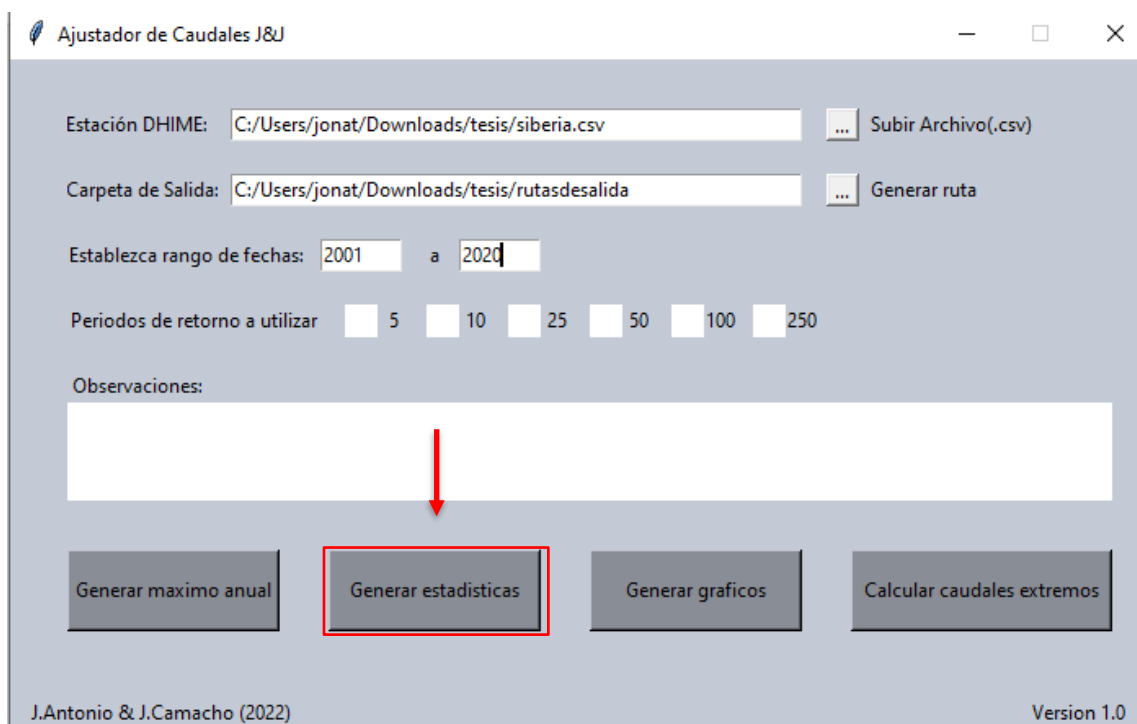 Ajustador de Caudales J&J
Estación DHIME: C:/Users/jonat/Downloads/tesis/siberia.csv ... Subir Archivo(.csv)
Carpeta de Salida: C:/Users/jonat/Downloads/tesis/rutasdesalida ... Generar ruta
Establezca rango de fechas: 2001 a 2020
Periodos de retorno a utilizar 5 10 25 50 100 250
Observaciones:
Generar maximo anual Generar estadisticas Generar graficos Calcular caudales extremos
J.Antonio & J.Camacho (2022) Version 1.0